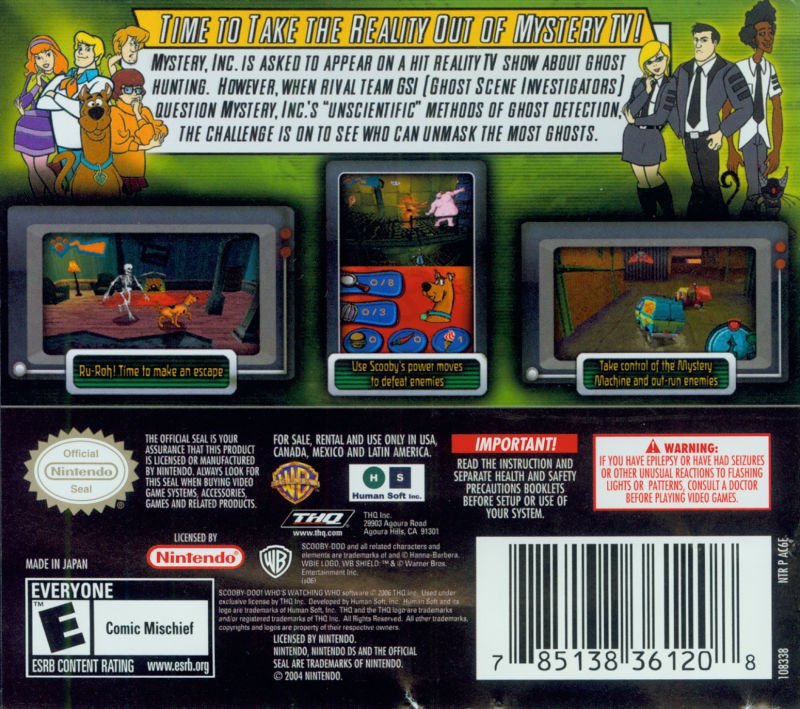 TIME TO TAKE THE REALITY OUT OF MYSTERY TV!
MYSTERY, INC. IS ASKED TO APPEAR ON A HIT REALITY TV SHOW ABOUT GHOST
HUNTING. HOWEVER, WHEN RIVAL TEAM GSI (GHOST SCENE INVESTIGATORS)
QUESTION MYSTERY, INC.'S "UNSCIENTIFIC" METHODS OF GHOST DETECTION,
THE CHALLENGE IS ON TO SEE WHO CAN UNMASK THE MOST GHOSTS.
0/8
0/3
0
0
1
Ru-Roh! Time to make an escape
Use Scooby's power moves
to defeat enemies
Take control of the Mystery
Machine and out-run enemies
Official
Nintendo
Seal
®
THE OFFICIAL SEAL IS YOUR
ASSURANCE THAT THIS PRODUCT
IS LICENSED OR MANUFACTURED
BY NINTENDO. ALWAYS LOOK FOR
THIS SEAL WHEN BUYING VIDEO
GAME SYSTEMS, ACCESSORIES,
GAMES AND RELATED PRODUCTS.
FOR SALE, RENTAL AND USE ONLY IN USA,
CANADA, MEXICO AND LATIN AMERICA.
WB
H S
Human Soft Inc.
THQ
www.thq.com
THQ Inc.
29903 Agoura Road
Agoura Hills, CA 91301
IMPORTANT!
READ THE INSTRUCTION AND
SEPARATE HEALTH AND SAFETY
PRECAUTIONS BOOKLETS
BEFORE SETUP OR USE OF
YOUR SYSTEM.
WARNING:
IF YOU HAVE EPILEPSY OR HAVE HAD SEIZURES
OR OTHER UNUSUAL REACTIONS TO FLASHING
LIGHTS OR PATTERNS, CONSULT A DOCTOR
BEFORE PLAYING VIDEO GAMES.
LICENSED BY
Nintendo®
MADE IN JAPAN
WB
SCOOBY-DOO and all related characters and
elements are trademarks of and © Hanna-Barbera.
WBIE LOGO, WB SHIELD: ™ & © Warner Bros.
Entertainment Inc.
(s06)
SCOOBY-DOO! WHO'S WATCHING WHO software © 2006 THQ Inc. Used under
exclusive license by THQ Inc. Developed by Human Soft, Inc. Human Soft and its
logo are trademarks of Human Soft, Inc. THQ and the THQ logo are trademarks
and/or registered trademarks of THQ Inc. All Rights Reserved. All other trademarks,
copyrights and logos are property of their respective owners.
LICENSED BY NINTENDO.
NINTENDO, NINTENDO DS AND THE OFFICIAL
SEAL ARE TRADEMARKS OF NINTENDO.
© 2004 NINTENDO.
EVERYONE
™
E
Comic Mischief
ESRB CONTENT RATING www.esrb.org
7 85138 36120 8
NTR P AC6E
108338